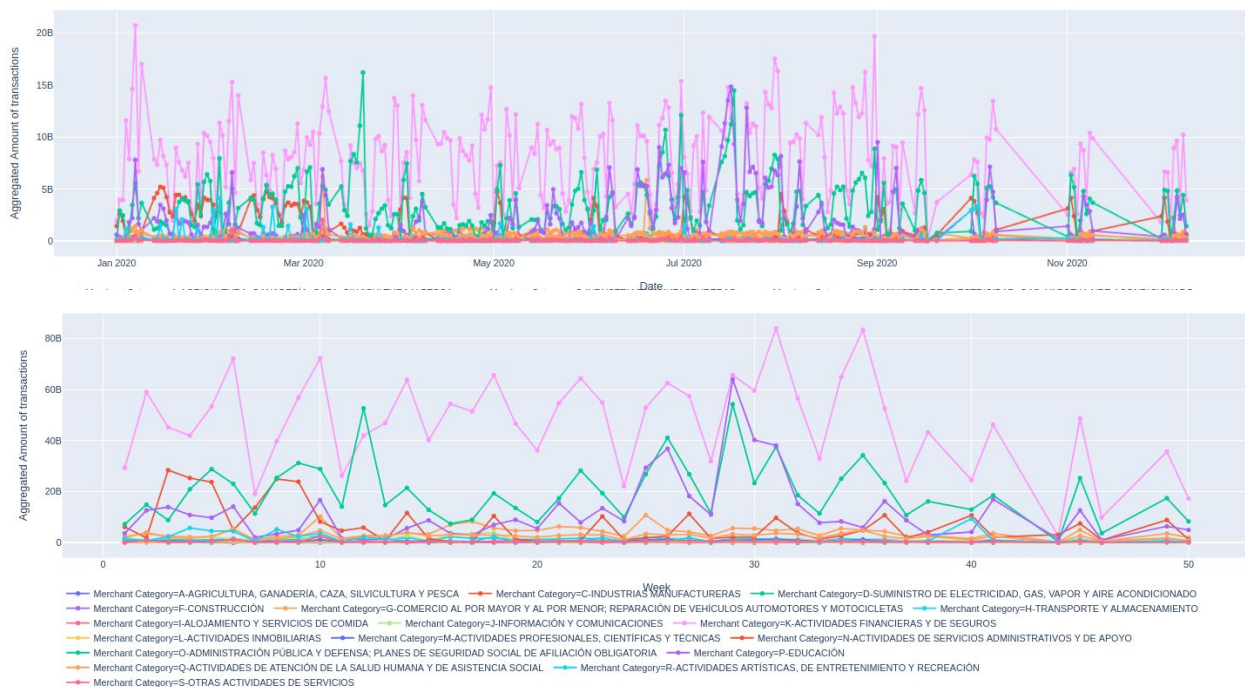 20B
15B
10B
5B
0
Aggregated Amount of transactions
Jan 2020 Mar 2020 May 2020 Jul 2020 Sep 2020 Nov 2020
Date
80B
60B
40B
20B
0
Aggregated Amount of transactions
0 10 20 30 40 50
Week
Merchant Category=A-AGRICULTURA, GANADERÍA, CAZA, SILVICULTURA Y PESCA Merchant Category=C-INDUSTRIAS MANUFACTURERAS Merchant Category=D-SUMINISTRO DE ELECTRICIDAD, GAS, VAPOR Y AIRE ACONDICIONADO
Merchant Category=F-CONSTRUCCIÓN Merchant Category=G-COMERCIO AL POR MAYOR Y AL POR MENOR; REPARACIÓN DE VEHÍCULOS AUTOMOTORES Y MOTOCICLETAS Merchant Category=H-TRANSPORTE Y ALMACENAMIENTO
Merchant Category=I-ALOJAMIENTO Y SERVICIOS DE COMIDA Merchant Category=J-INFORMACIÓN Y COMUNICACIONES Merchant Category=K-ACTIVIDADES FINANCIERAS Y DE SEGUROS
Merchant Category=L-ACTIVIDADES INMOBILIARIAS Merchant Category=M-ACTIVIDADES PROFESIONALES, CIENTÍFICAS Y TÉCNICAS Merchant Category=N-ACTIVIDADES DE SERVICIOS ADMINISTRATIVOS Y DE APOYO
Merchant Category=O-ADMINISTRACIÓN PÚBLICA Y DEFENSA; PLANES DE SEGURIDAD SOCIAL DE AFILIACIÓN OBLIGATORIA Merchant Category=P-EDUCACIÓN
Merchant Category=Q-ACTIVIDADES DE ATENCIÓN DE LA SALUD HUMANA Y DE ASISTENCIA SOCIAL Merchant Category=R-ACTIVIDADES ARTÍSTICAS, DE ENTRETENIMIENTO Y RECREACIÓN
Merchant Category=S-OTRAS ACTIVIDADES DE SERVICIOS